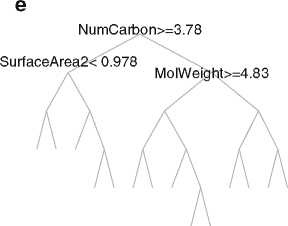 e
NumCarbon>=3.78
SurfaceArea2< 0.978
MolWeight>=4.83